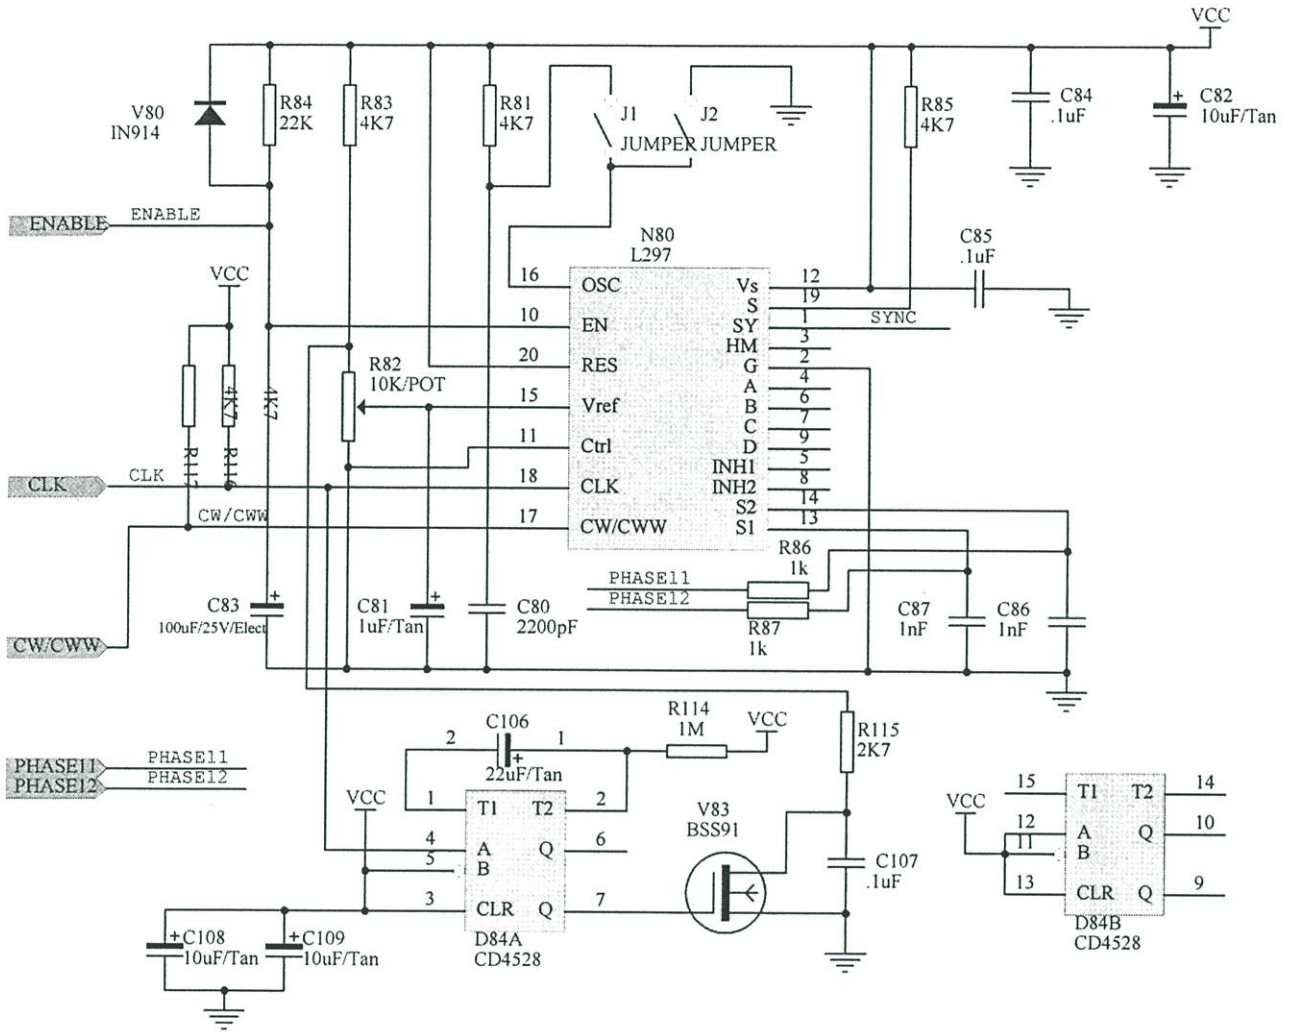 VCC
V80
IN914
R84
22K
R83
4K7
R81
4K7
J1
JUMPER
J2
JUMPER
R85
4K7
C84
.1uF
C82
10uF/Tan
+
ENABLE
ENABLE
N80
L297
C85
.1uF
VCC
16 OSC
10 EN
20 RES
15 Vref
11 Ctrl
18 CLK
17 CW/CWW
Vs 12
S 19
SY 1
SYNC
HM 3
G 2
A 4
B 6
C 7
D 9
INH1 5
INH2 8
S2 14
S1 13
R82
10K/POT
4K7
4K7
CLK
CLK
CW/CWW
R86
1k
PHASE11
PHASE12
R87
1k
C83
100uF/25V/Elect
+
C81
1uF/Tan
+
C80
2200pF
C87
1nF
C86
1nF
CW/CWW
R114
1M
VCC
R115
2K7
C106
2 1
+
22uF/Tan
PHASE11
PHASE11
PHASE12
PHASE12
VCC
1 T1 T2 2
4 A Q 6
5 B
3 CLR Q 7
D84A
CD4528
V83
BSS91
C107
.1uF
+
C108
10uF/Tan
+
C109
10uF/Tan
VCC
15 T1 T2 14
12 A Q 10
11 B
13 CLR Q 9
D84B
CD4528